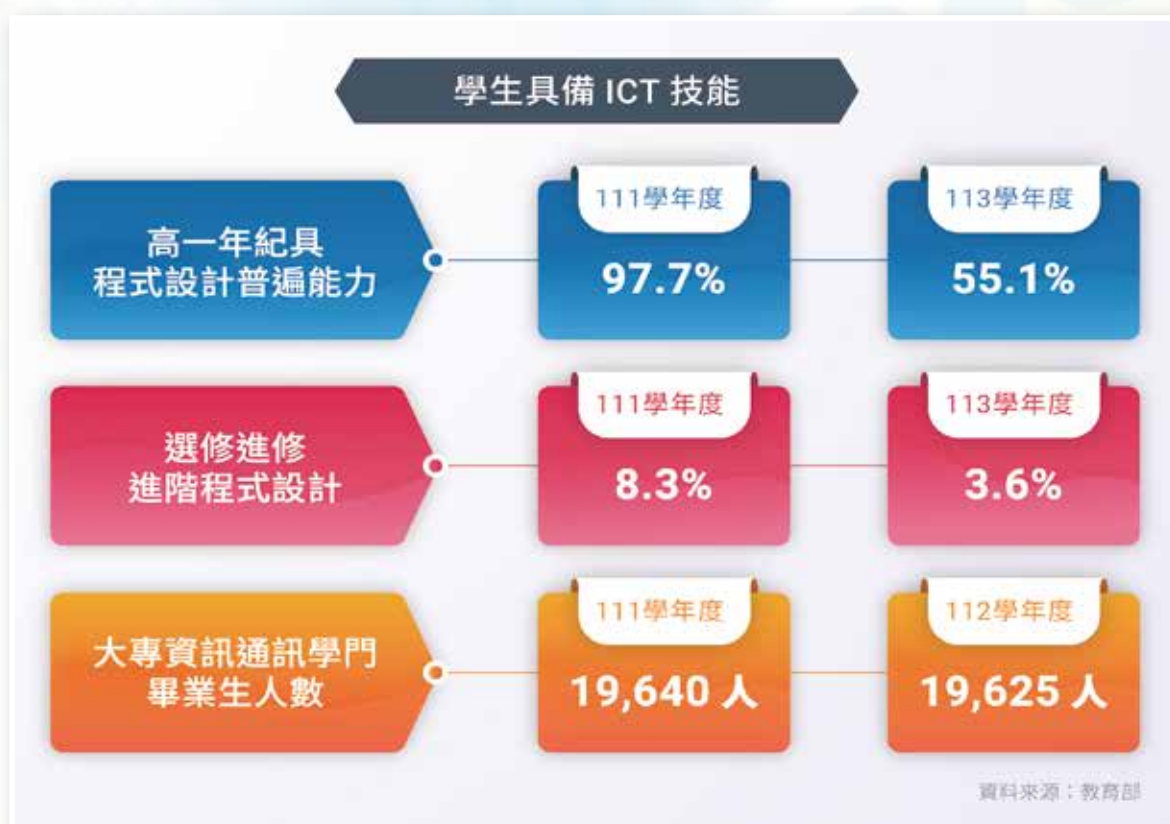 學生具備 ICT 技能
高一年紀具
程式設計普遍能力
111學年度
97.7%
113學年度
55.1%
選修進修
進階程式設計
111學年度
8.3%
113學年度
3.6%
大專資訊通訊學門
畢業生人數
111學年度
19,640 人
112學年度
19,625 人
資料來源：教育部